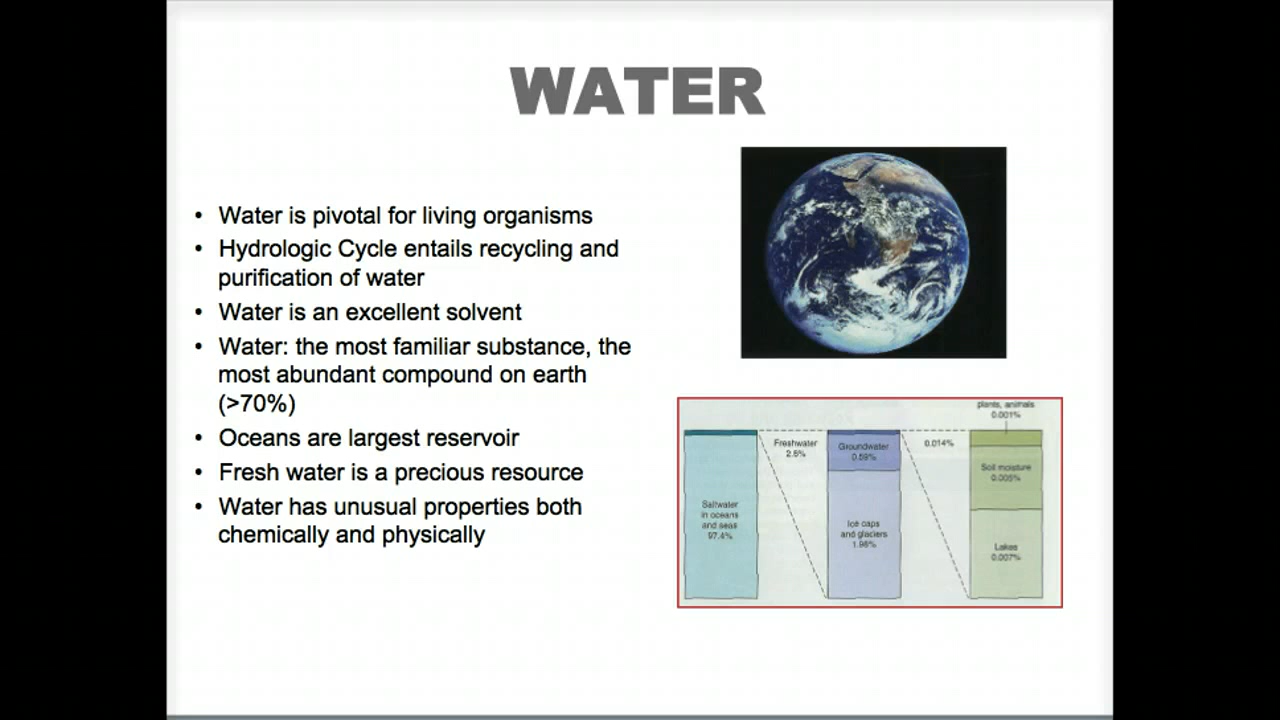 WATER
• Water is pivotal for living organisms
• Hydrologic Cycle entails recycling and
purification of water
• Water is an excellent solvent
• Water: the most familiar substance, the
most abundant compound on earth
(>70%)
• Oceans are largest reservoir
• Fresh water is a precious resource
• Water has unusual properties both
chemically and physically
Saltwater
in oceans
and seas
97.4%
Freshwater
2.6%
Groundwater
0.59%
Ice caps
and glaciers
1.98%
0.014%
plants, animals
0.001%
Soil moisture
0.005%
Lakes
0.007%